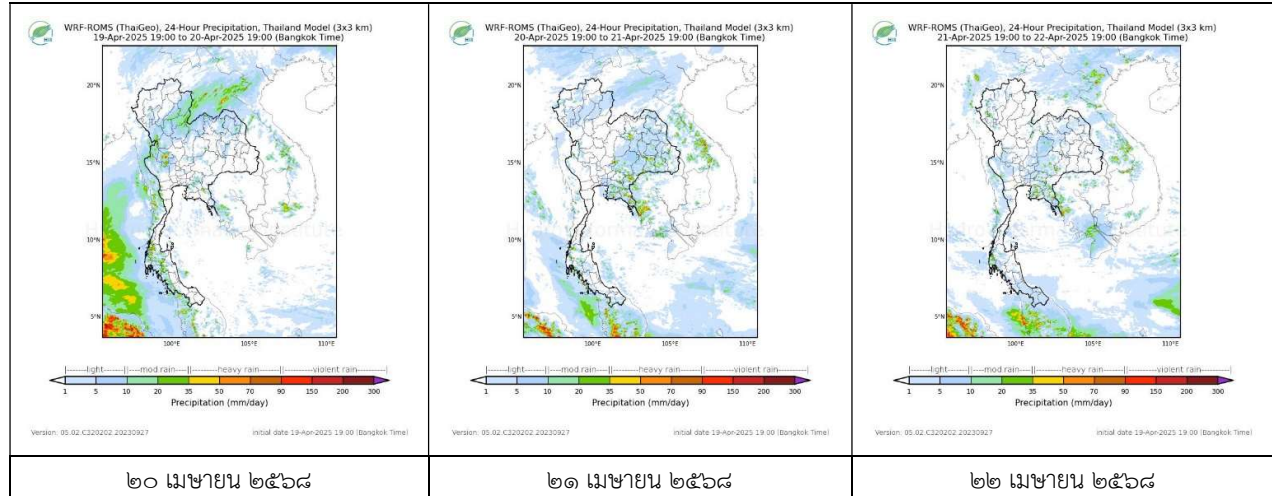 WRF-ROMS (ThaiGeo), 24-Hour Precipitation, Thailand Model (3x3 km)
19-Apr-2025 19:00 to 20-Apr-2025 19:00 (Bangkok Time)
20°N
15°N
10°N
5°N
100°E
105°E
110°E
light mod rain heavy rain violent rain
1 5 10 20 35 50 70 90 150 200 300
Precipitation (mm/day)
Version: 05.02.C320202.20230927 initial date 19-Apr-2025 19:00 (Bangkok Time)
๒๐ เมษายน ๒๕๖๘
WRF-ROMS (ThaiGeo), 24-Hour Precipitation, Thailand Model (3x3 km)
20-Apr-2025 19:00 to 21-Apr-2025 19:00 (Bangkok Time)
20°N
15°N
10°N
5°N
100°E
105°E
110°E
light mod rain heavy rain violent rain
1 5 10 20 35 50 70 90 150 200 300
Precipitation (mm/day)
Version: 05.02.C320202.20230927 initial date 19-Apr-2025 19:00 (Bangkok Time)
๒๑ เมษายน ๒๕๖๘
WRF-ROMS (ThaiGeo), 24-Hour Precipitation, Thailand Model (3x3 km)
21-Apr-2025 19:00 to 22-Apr-2025 19:00 (Bangkok Time)
20°N
15°N
10°N
5°N
100°E
105°E
110°E
light mod rain heavy rain violent rain
1 5 10 20 35 50 70 90 150 200 300
Precipitation (mm/day)
Version: 05.02.C320202.20230927 initial date 19-Apr-2025 19:00 (Bangkok Time)
๒๒ เมษายน ๒๕๖๘